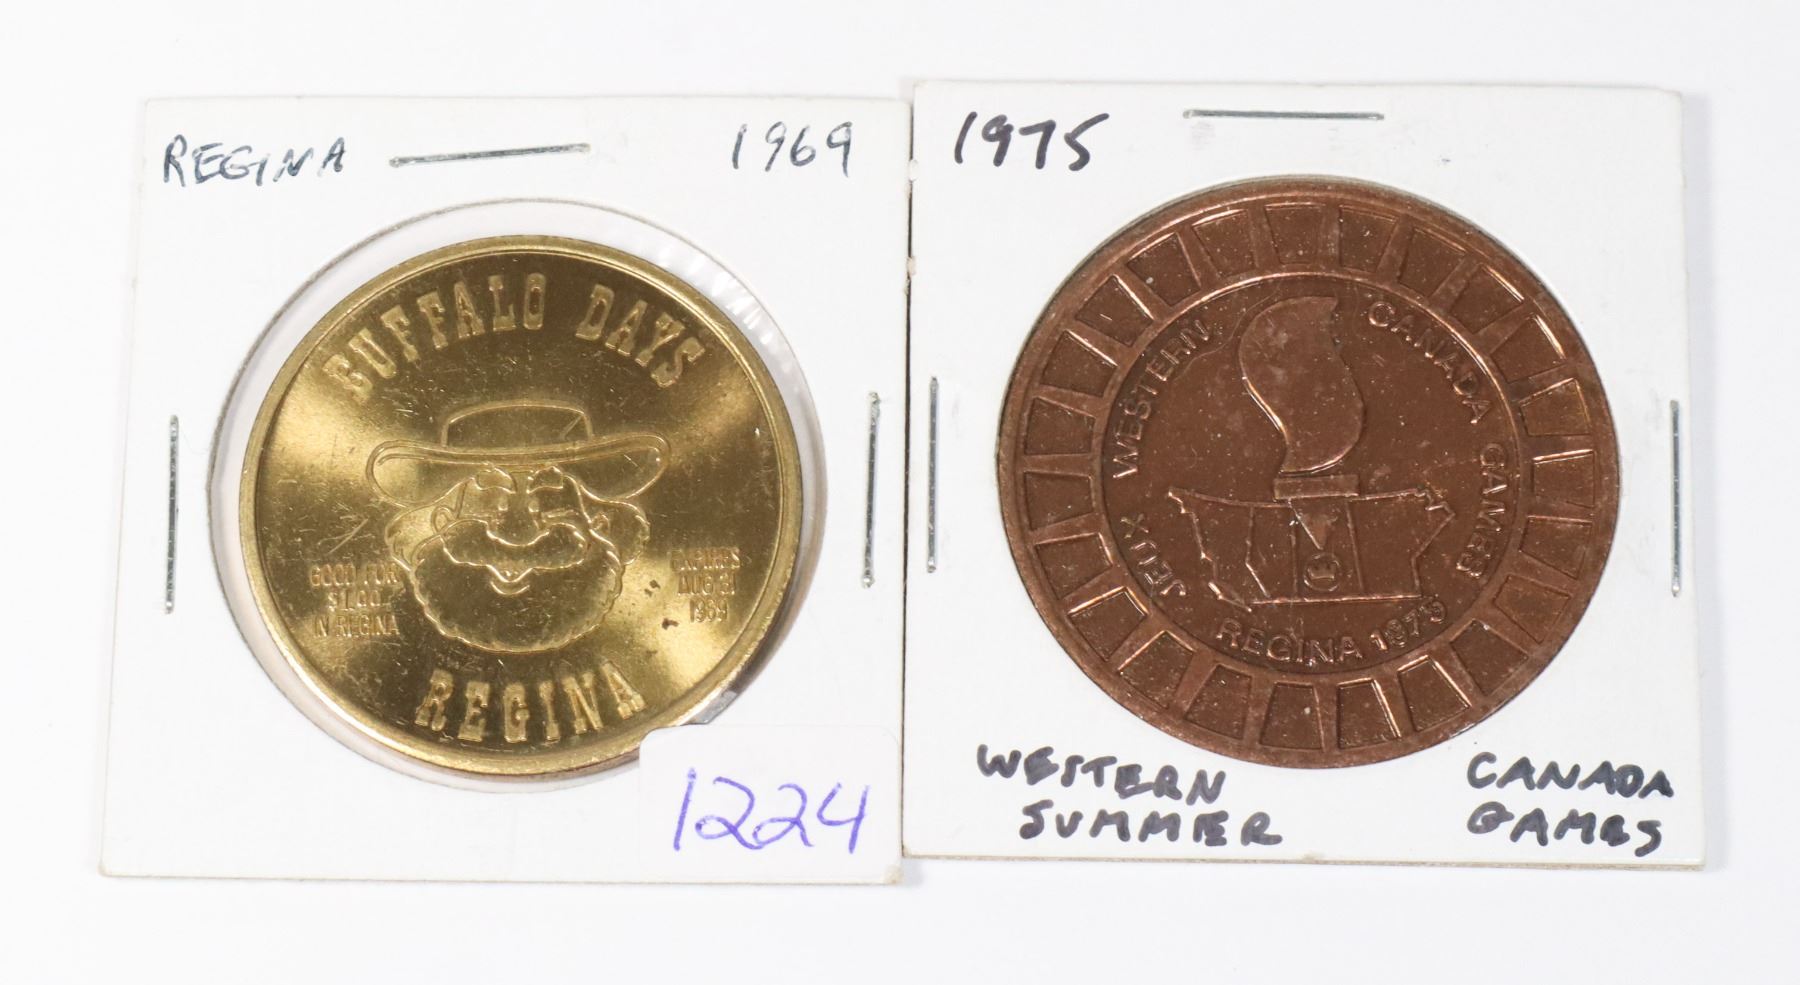 REGINA 1969
BUFFALO DAYS
GOOD FOR
$1.00
IN REGINA
EXPIRES
AUG 31
1969
REGINA
1224
1975
WESTERN CANADA GAMES
JEUX
REGINA 1975
WESTERN
SUMMER
CANADA
GAMES